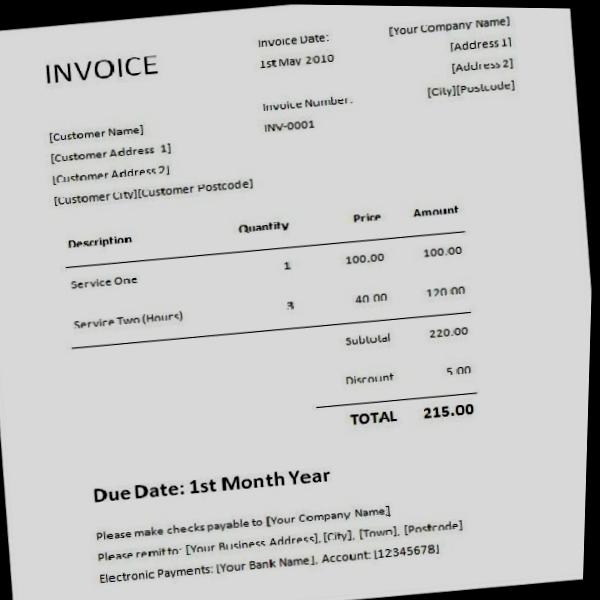 INVOICE
Invoice Date:
1st May 2010
Invoice Number:
INV-0001
[Your Company Name]
[Address 1]
[Address 2]
[City][Postcode]
[Customer Name]
[Customer Address 1]
[Customer Address 2]
[Customer City][Customer Postcode]
Description Quantity Price Amount
Service One 1 100.00 100.00
Service Two (Hours) 3 40.00 120.00
Subtotal 220.00
Discount 5.00
TOTAL 215.00
Due Date: 1st Month Year
Please make checks payable to [Your Company Name]
Please remit to: [Your Business Address], [City], [Town], [Postcode]
Electronic Payments: [Your Bank Name], Account: [12345678]